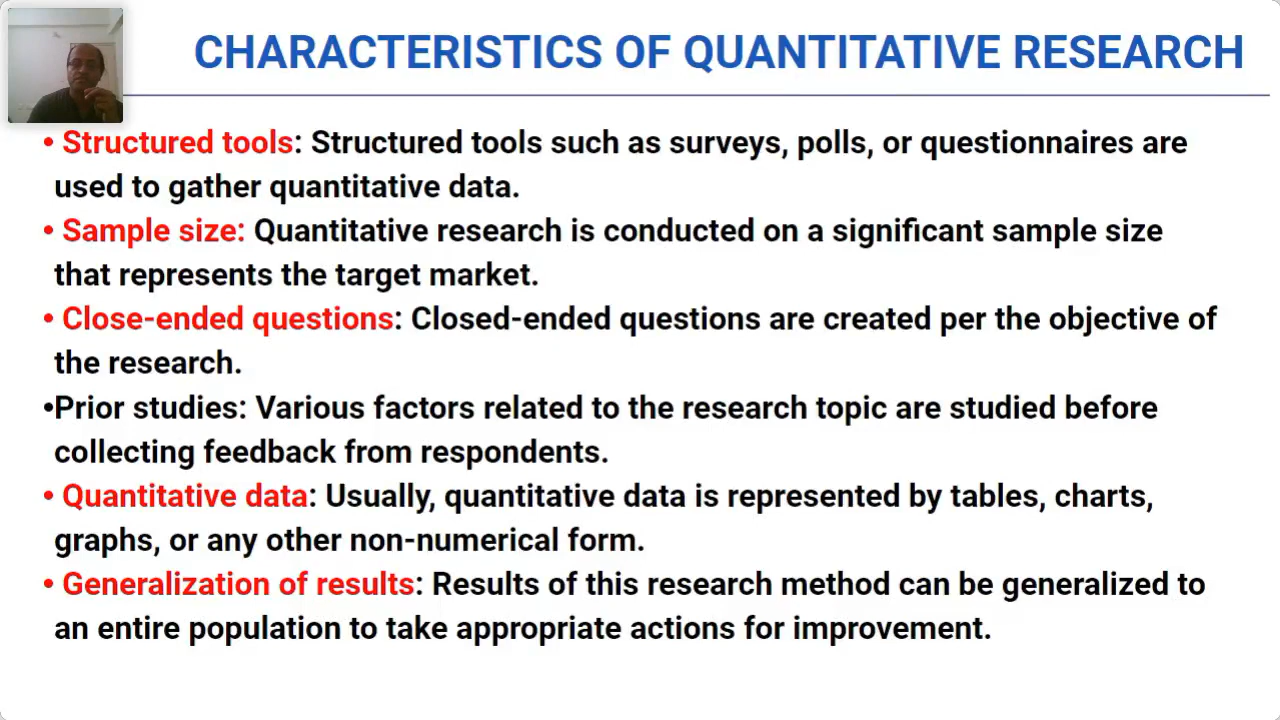 CHARACTERISTICS OF QUANTITATIVE RESEARCH
• Structured tools: Structured tools such as surveys, polls, or questionnaires are
used to gather quantitative data.
• Sample size: Quantitative research is conducted on a significant sample size
that represents the target market.
• Close-ended questions: Closed-ended questions are created per the objective of
the research.
•Prior studies: Various factors related to the research topic are studied before
collecting feedback from respondents.
• Quantitative data: Usually, quantitative data is represented by tables, charts,
graphs, or any other non-numerical form.
• Generalization of results: Results of this research method can be generalized to
an entire population to take appropriate actions for improvement.